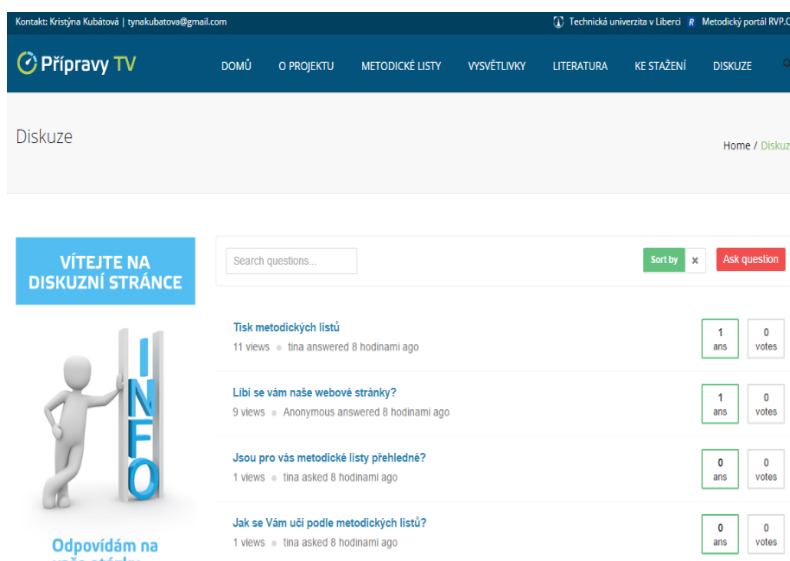 Kontakt: Kristýna Kubátová | tynakubatova@gmail.com
Technická univerzita v Liberci R Metodický portál RVP.C
Přípravy TV
DOMŮ O PROJEKTU METODICKÉ LISTY VYSVĚTLIVKY LITERATURA KE STAŽENÍ DISKUZE
Diskuze
Home / Diskuz
VÍTEJTE NA
DISKUZNÍ STRÁNCE
INFO
Odpovídám na
Search questions...
Sort by × Ask question
Tisk metodických listů
11 views tina answered 8 hodinami ago
1 ans 0 votes
Líbí se vám naše webové stránky?
9 views Anonymous answered 8 hodinami ago
1 ans 0 votes
Jsou pro vás metodické listy přehledné?
1 views tina asked 8 hodinami ago
0 ans 0 votes
Jak se Vám učí podle metodických listů?
1 views tina asked 8 hodinami ago
0 ans 0 votes